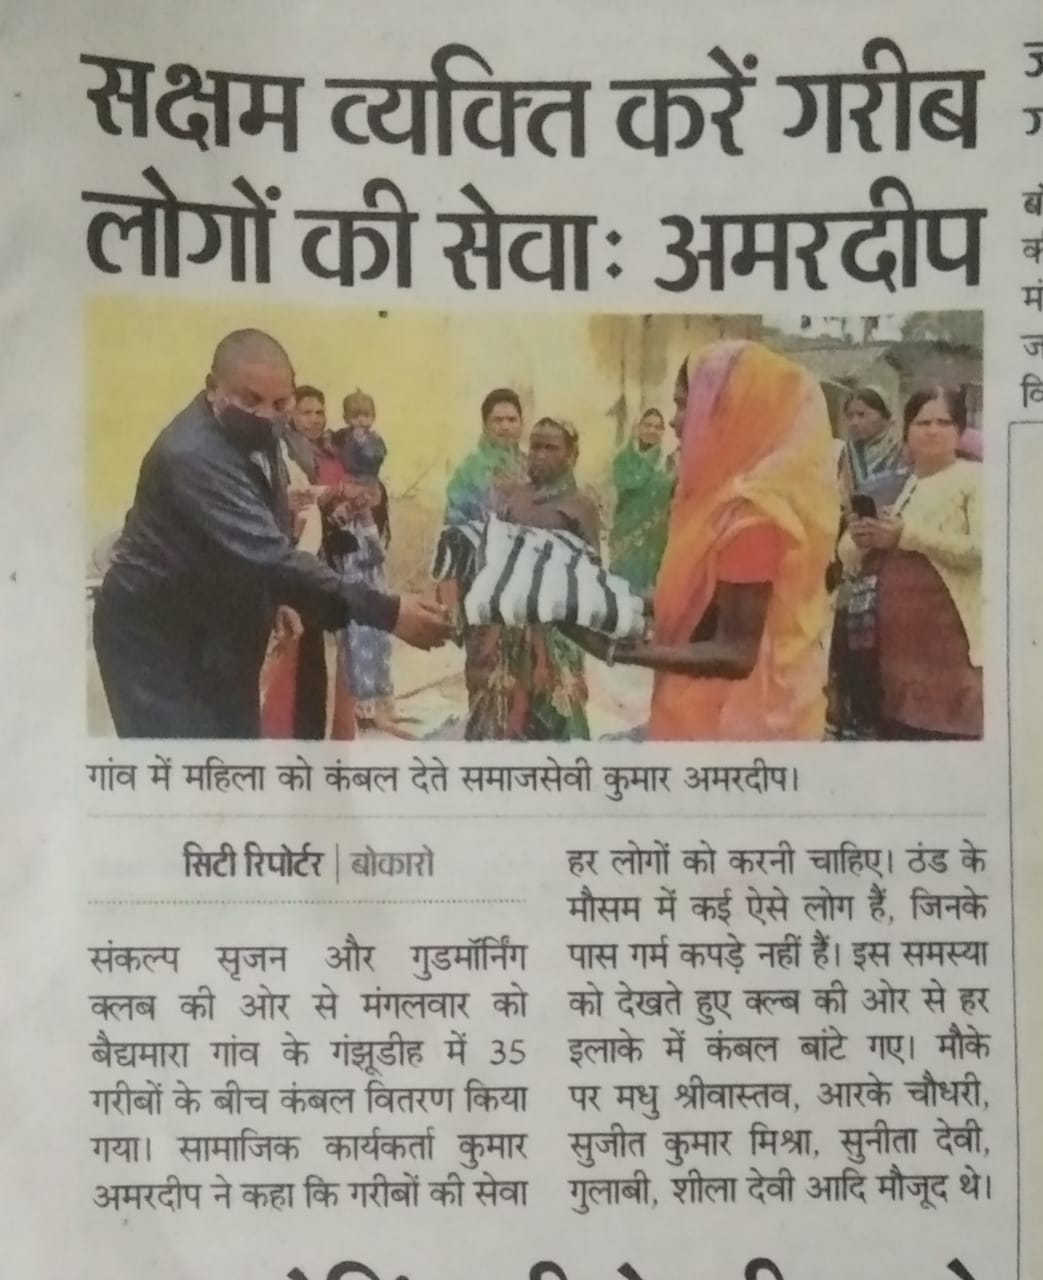 सक्षम व्यक्ति करें गरीब
लोगों की सेवा: अमरदीप
गांव में महिला को कंबल देते समाजसेवी कुमार अमरदीप।
सिटी रिपोर्टर | बोकारो
संकल्प सृजन और गुडमॉर्निंग
क्लब की ओर से मंगलवार को
बैद्यमारा गांव के गंझूडीह में 35
गरीबों के बीच कंबल वितरण किया
गया। सामाजिक कार्यकर्ता कुमार
अमरदीप ने कहा कि गरीबों की सेवा
हर लोगों को करनी चाहिए। ठंड के
मौसम में कई ऐसे लोग हैं, जिनके
पास गर्म कपड़े नहीं हैं। इस समस्या
को देखते हुए क्ल्ब की ओर से हर
इलाके में कंबल बांटे गए। मौके
पर मधु श्रीवास्तव, आरके चौधरी,
सुजीत कुमार मिश्रा, सुनीता देवी,
गुलाबी, शीला देवी आदि मौजूद थे।